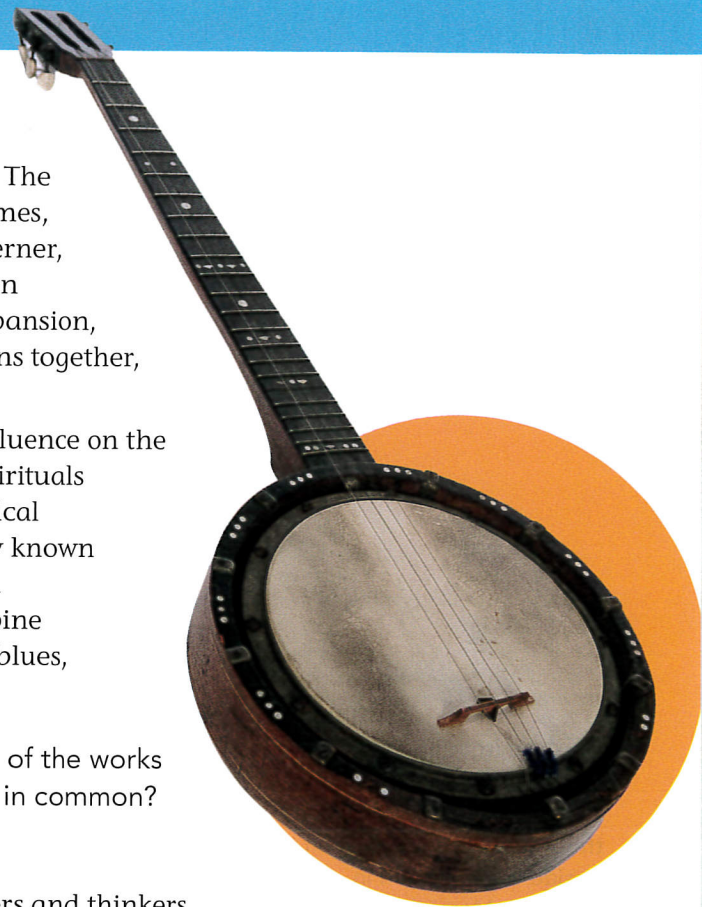 The
mes,
erner,
n
pansion,
ns together,
luence on the
irituals
ical
known
bine
blues,
of the works
in common?
ers and thinkers